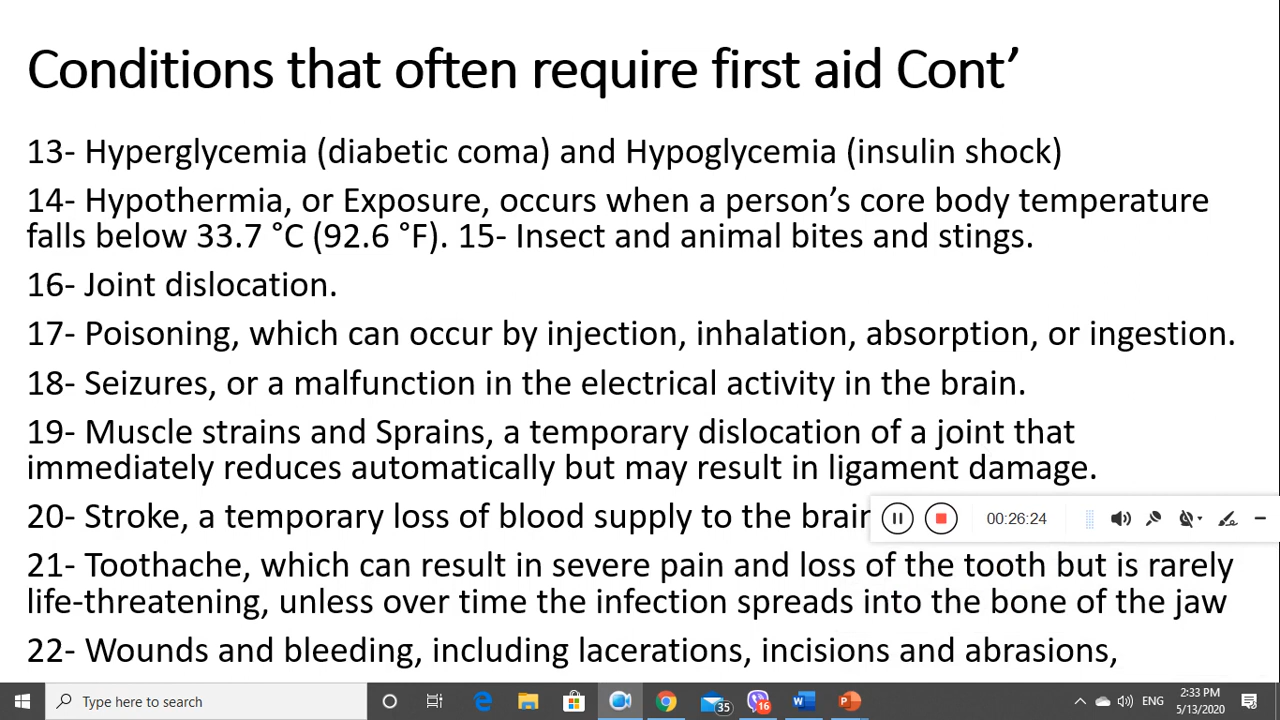 Conditions that often require first aid Cont’
13- Hyperglycemia (diabetic coma) and Hypoglycemia (insulin shock)
14- Hypothermia, or Exposure, occurs when a person’s core body temperature
falls below 33.7 °C (92.6 °F). 15- Insect and animal bites and stings.
16- Joint dislocation.
17- Poisoning, which can occur by injection, inhalation, absorption, or ingestion.
18- Seizures, or a malfunction in the electrical activity in the brain.
19- Muscle strains and Sprains, a temporary dislocation of a joint that
immediately reduces automatically but may result in ligament damage.
20- Stroke, a temporary loss of blood supply to the brain
00:26:24
21- Toothache, which can result in severe pain and loss of the tooth but is rarely
life-threatening, unless over time the infection spreads into the bone of the jaw
22- Wounds and bleeding, including lacerations, incisions and abrasions,
Type here to search
35
16
ENG
2:33 PM
5/13/2020